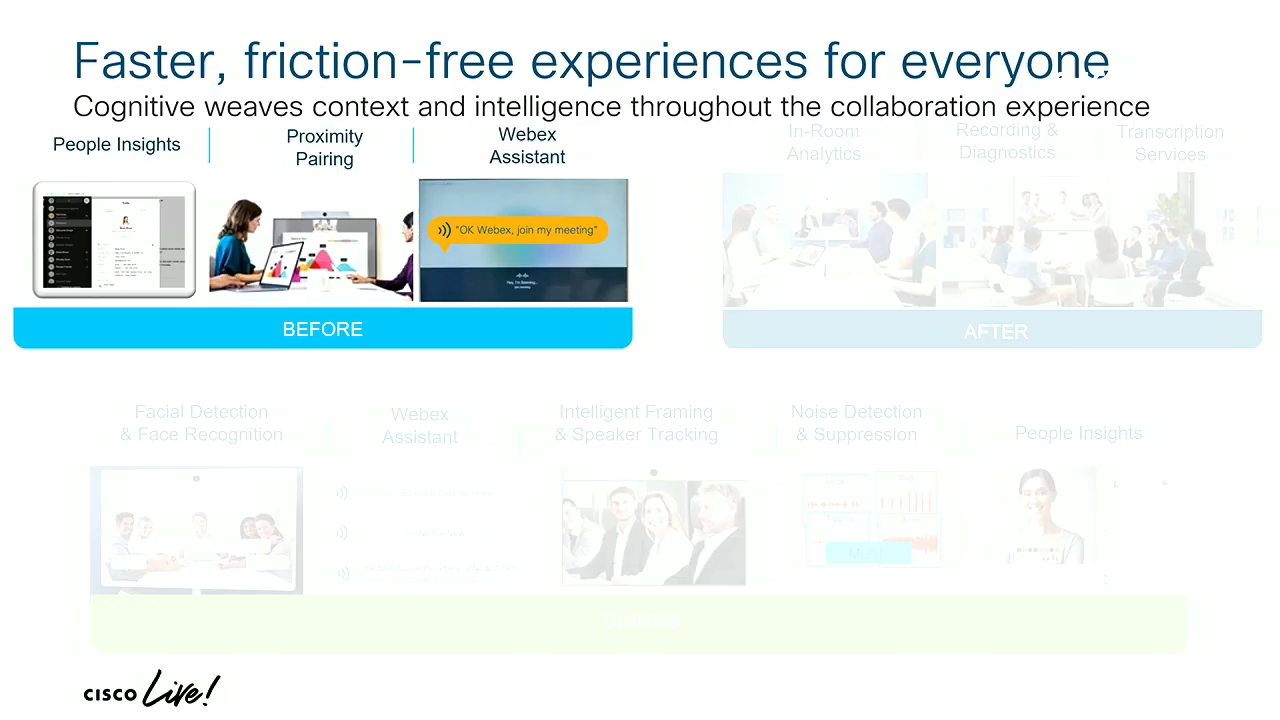 Faster, friction-free experiences for everyone
Cognitive weaves context and intelligence throughout the collaboration experience
People Insights
Proximity
Pairing
Webex
Assistant
In-Room
Analytics
Recording &
Diagnostics
Transcription
Services
"OK Webex, join my meeting"
Hey, I'm listening...
BEFORE
AFTER
Facial Detection
& Face Recognition
Webex
Assistant
Intelligent Framing
& Speaker Tracking
Noise Detection
& Suppression
People Insights
CISCO Live!